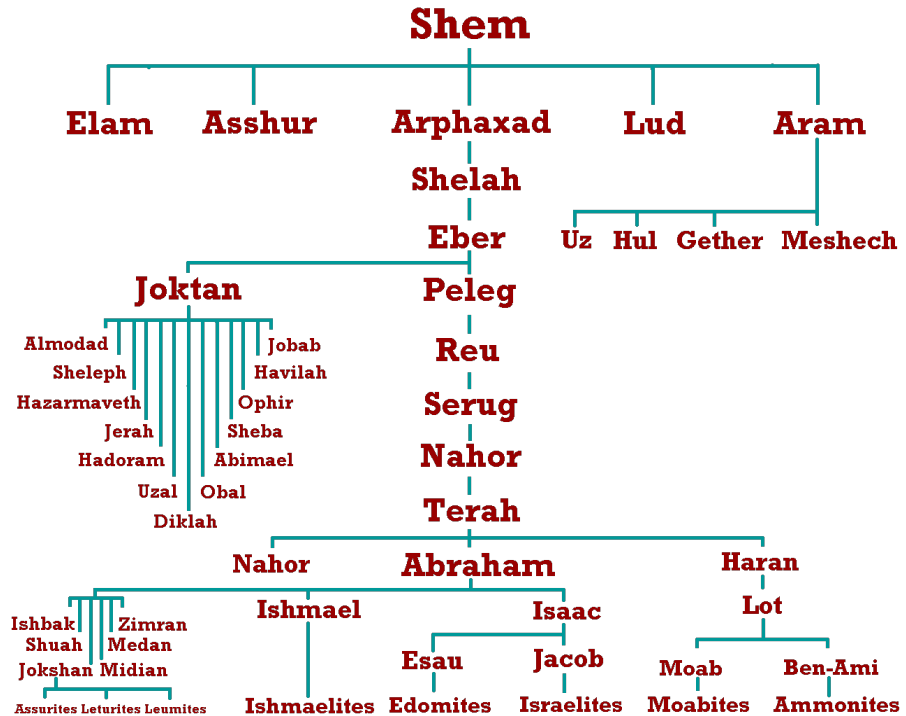 Shem
Elam Asshur Arphaxad Lud Aram
Shelah
Eber Uz Hul Gether Meshech
Joktan Peleg
Almodad Jobab Reu
Sheleph Havilah
Hazarmaveth Ophir Serug
Jerah Sheba
Hadoram Abimael Nahor
Uzal Obal
Diklah Terah
Nahor Abraham Haran
Ishmael Isaac Lot
Ishbak Zimran
Shuah Medan
Jokshan Midian Esau Jacob Moab Ben-Ami
Assurites Leturites Leumites Ishmaelites Edomites Israelites Moabites Ammonites